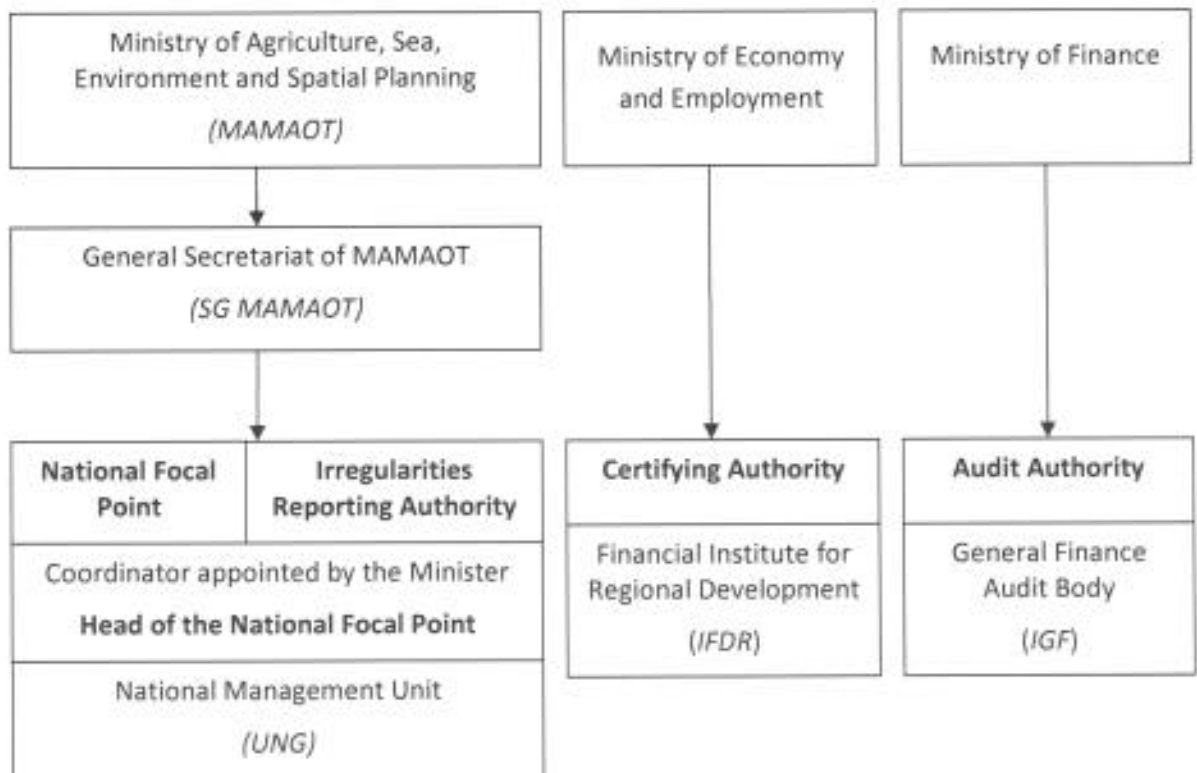 Ministry of Agriculture, Sea,
Environment and Spatial Planning
(MAMAOT)
Ministry of Economy
and Employment
Ministry of Finance
General Secretariat of MAMAOT
(SG MAMAOT)
National Focal
Point
Irregularities
Reporting Authority
Coordinator appointed by the Minister
Head of the National Focal Point
National Management Unit
(UNG)
Certifying Authority
Financial Institute for
Regional Development
(IFDR)
Audit Authority
General Finance
Audit Body
(IGF)